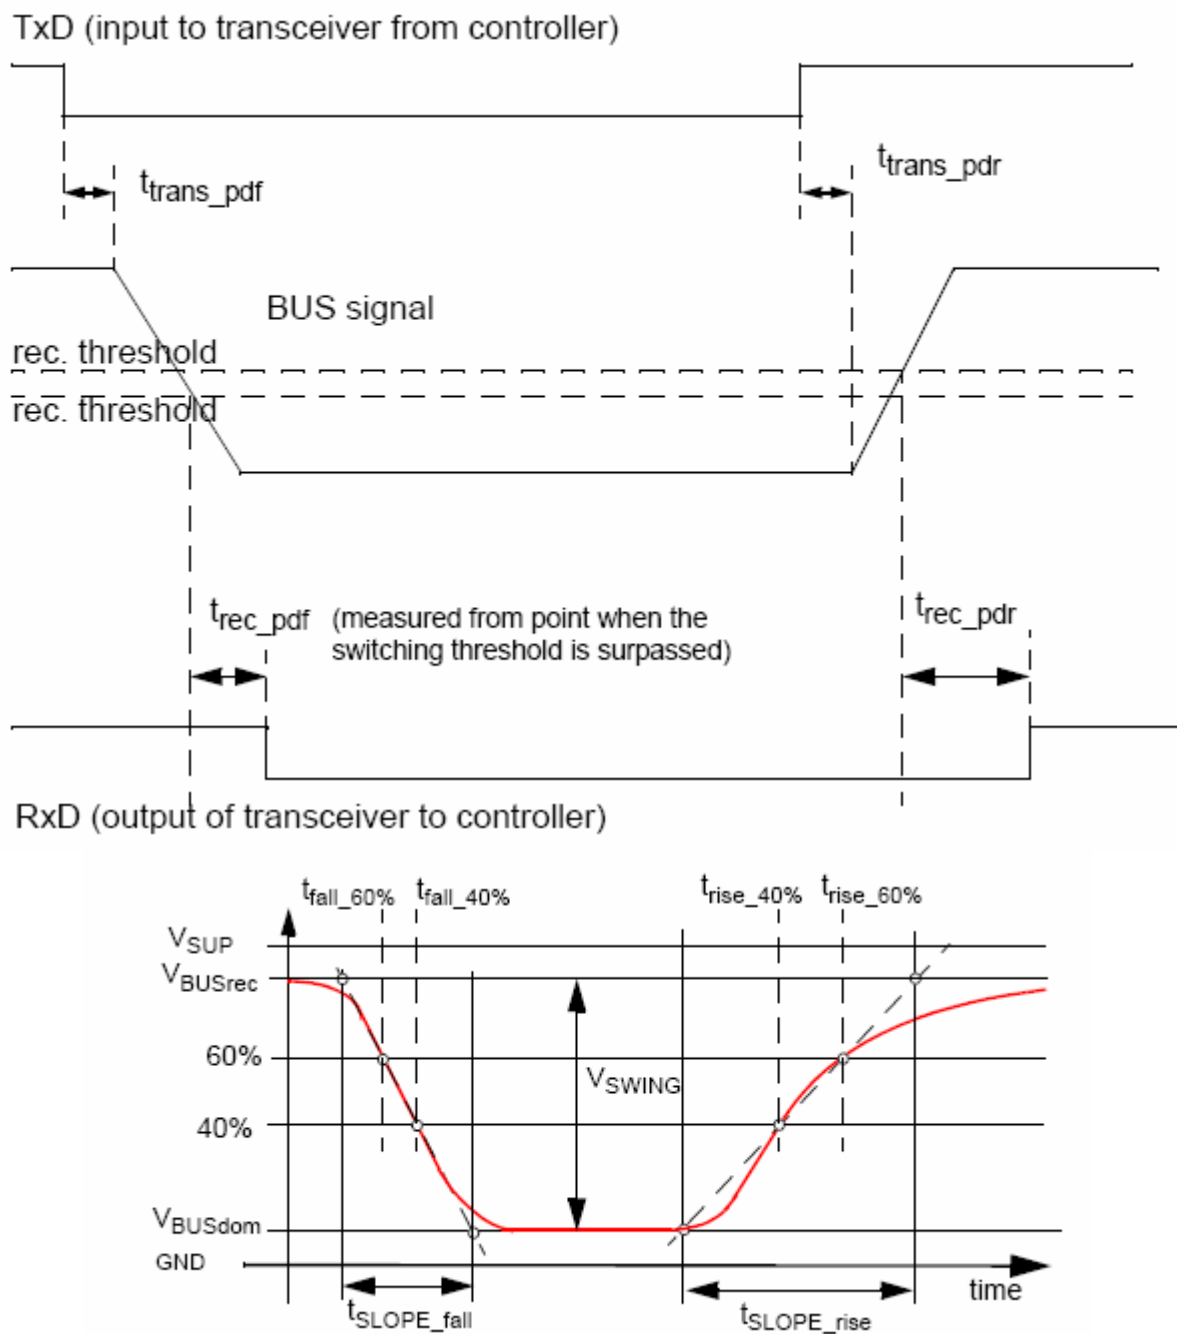 TxD (input to transceiver from controller)
ttrans_pdf
ttrans_pdr
BUS signal
rec. threshold
rec. threshold
trec_pdf (measured from point when the
switching threshold is surpassed)
trec_pdr
RxD (output of transceiver to controller)
tfall_60%
tfall_40%
trise_40%
trise_60%
VSUP
VBUSrec
60%
VSWING
40%
VBUSdom
GND
time
tSLOPE_fall
tSLOPE_rise